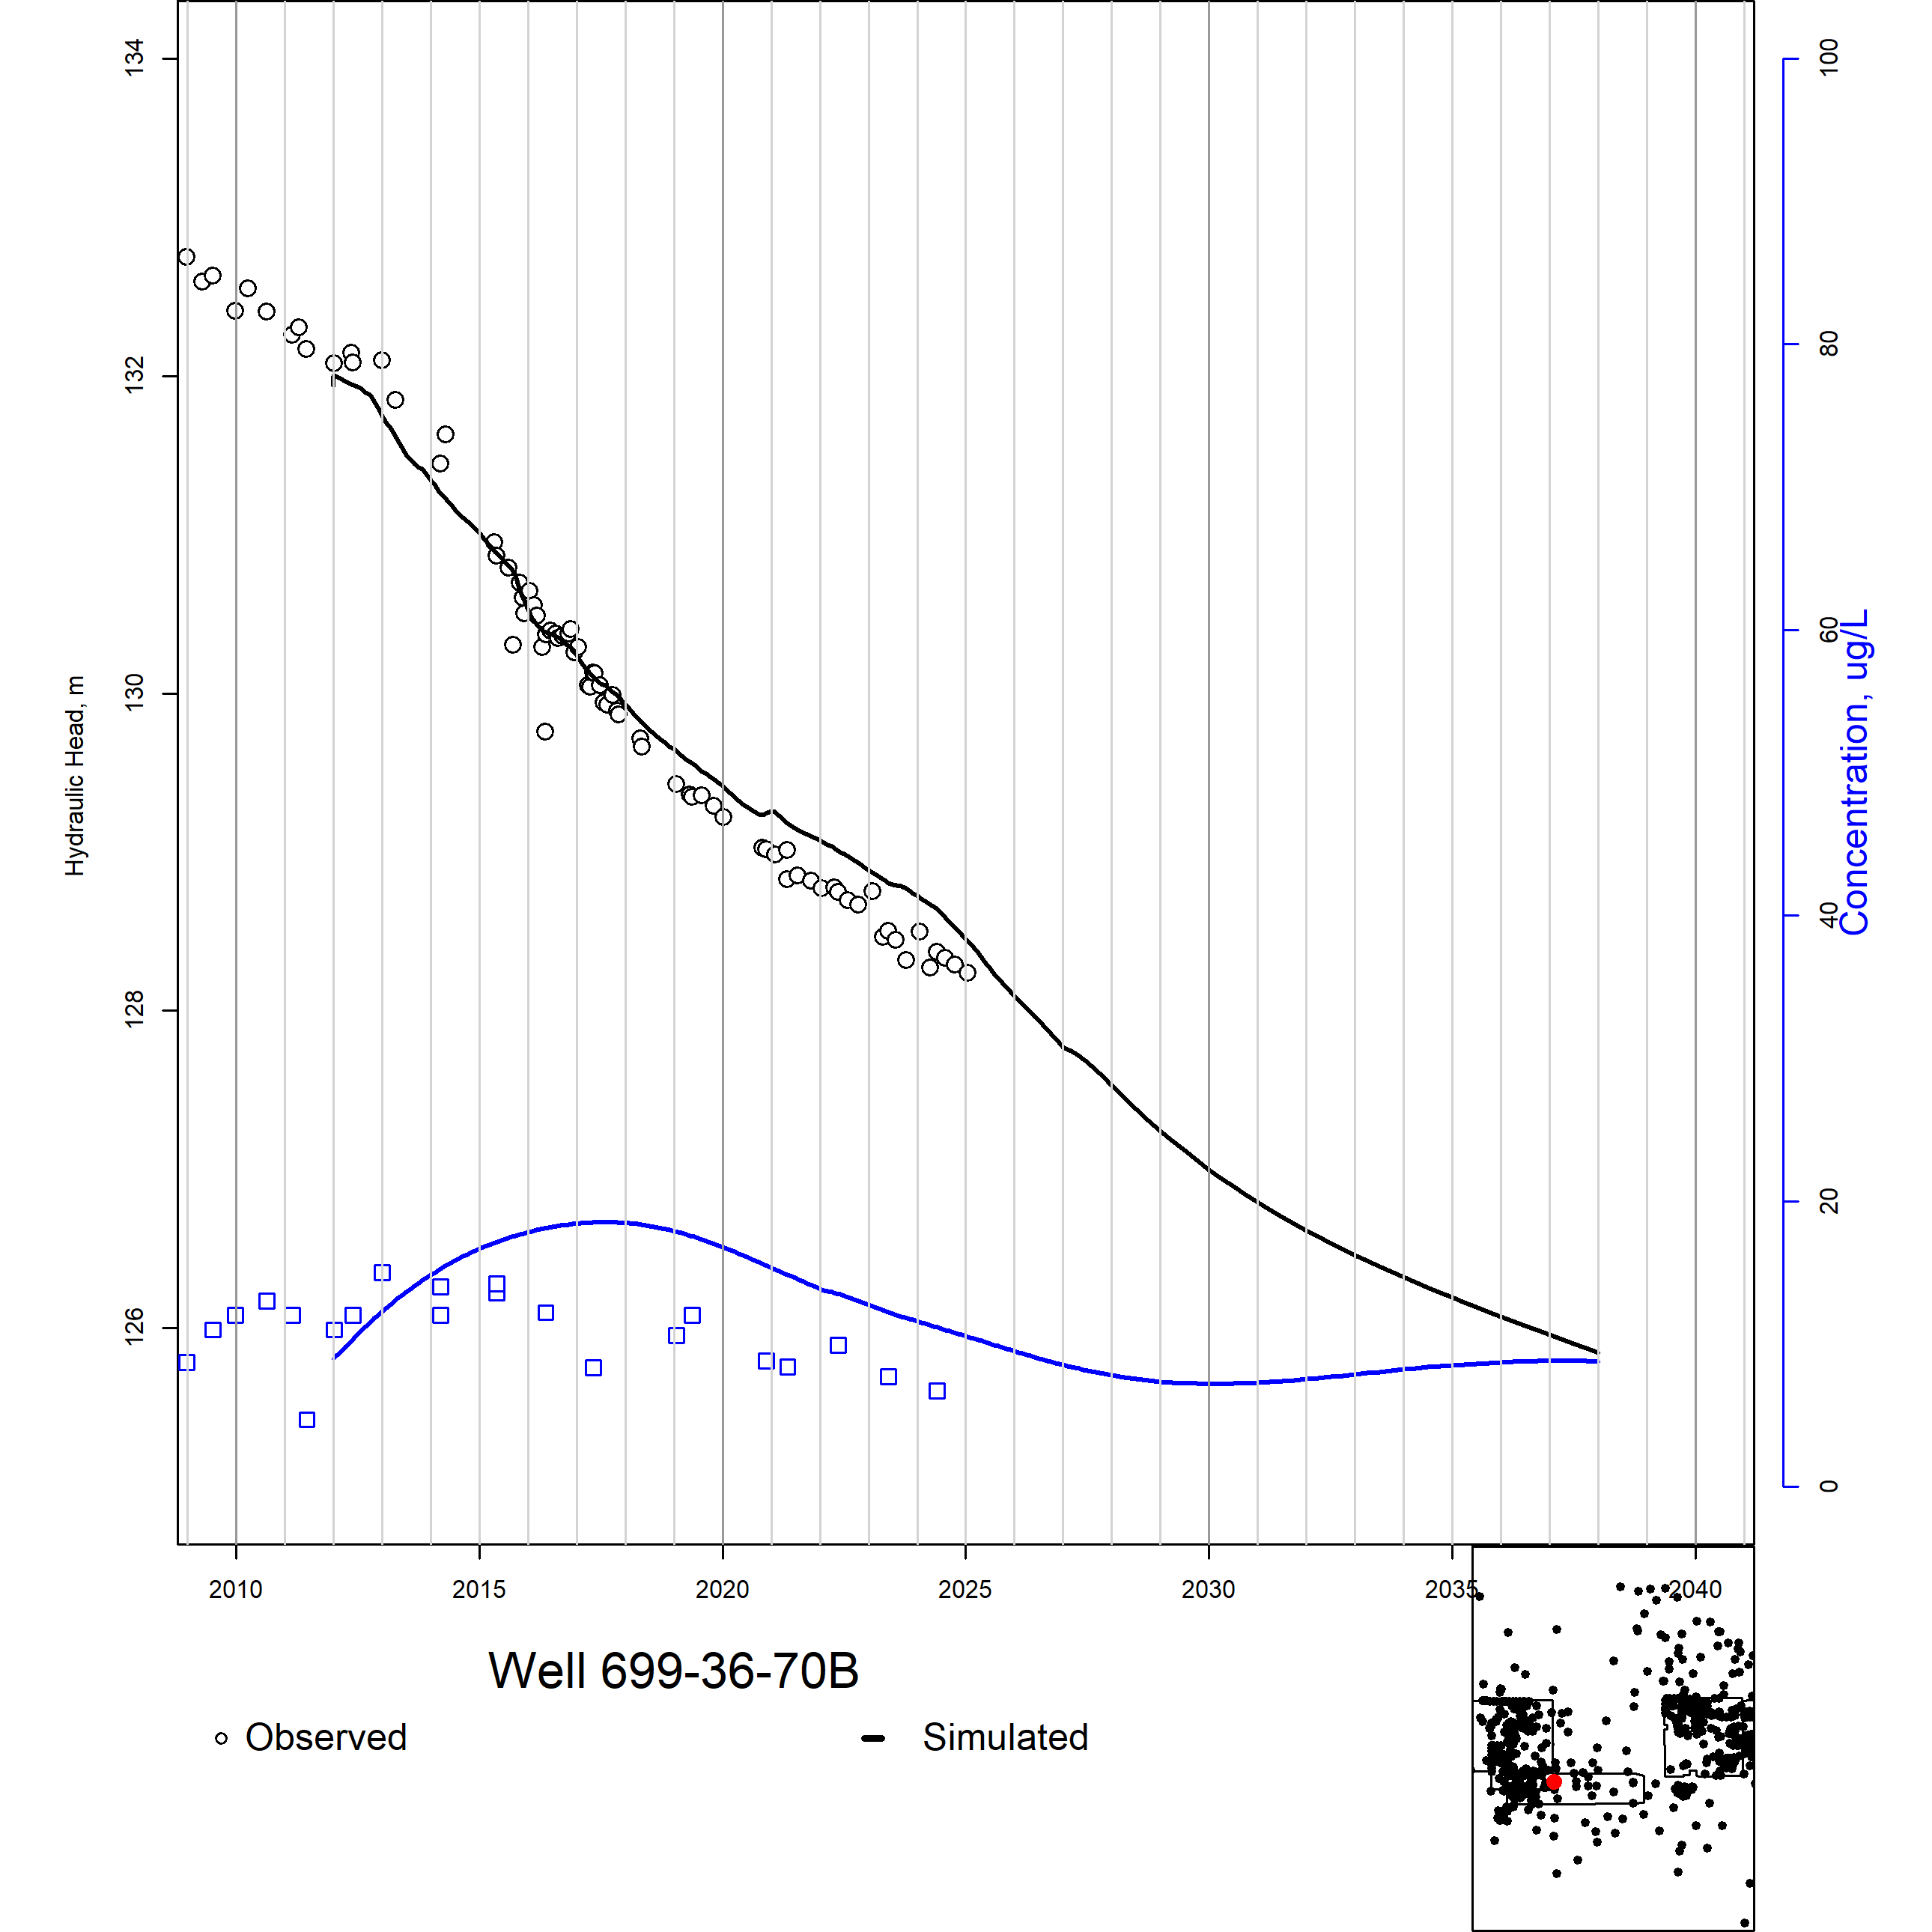 134
132
130
128
126
Hydraulic Head, m
100
80
60
40
20
0
Concentration, ug/L
2010 2015 2020 2025 2030 2035 2040
Well 699-36-70B
Observed Simulated